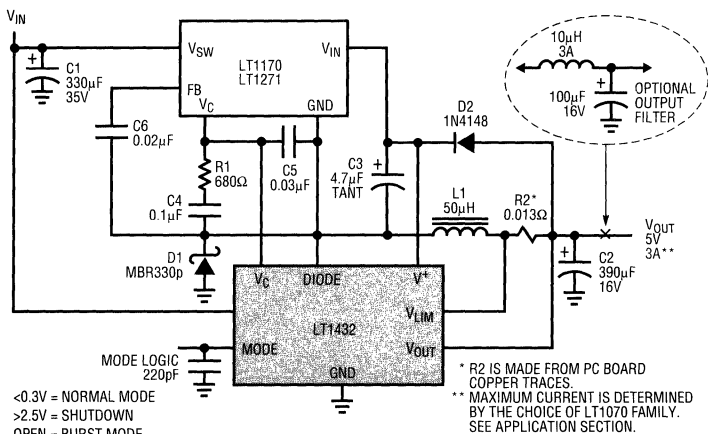 VIN
C1
330µF
35V
VSW
LT1170
LT1271
VIN
FB
VC
GND
10µH
3A
100µF
16V
OPTIONAL
OUTPUT
FILTER
D2
1N4148
C6
0.02µF
R1
680Ω
C5
0.03µF
C3
4.7µF
TANT
C4
0.1µF
L1
50µH
R2*
0.013Ω
VOUT
5V
3A**
D1
MBR330p
C2
390µF
16V
VC
DIODE
V+
VLIM
LT1432
MODE
VOUT
GND
MODE LOGIC
220pF
<0.3V = NORMAL MODE
>2.5V = SHUTDOWN
OPEN = BURST MODE
* R2 IS MADE FROM PC BOARD
COPPER TRACES.
** MAXIMUM CURRENT IS DETERMINED
BY THE CHOICE OF LT1070 FAMILY.
SEE APPLICATION SECTION.